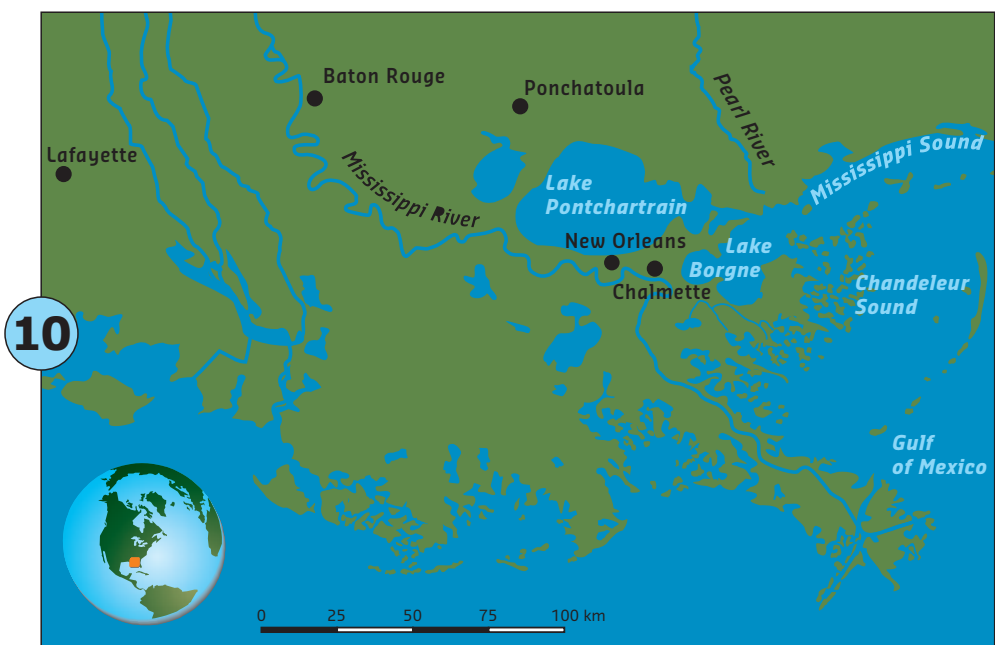 Baton Rouge
Ponchatoula
Pearl River
Lafayette
Mississippi River
Mississippi Sound
Lake
Pontchartrain
New Orleans
Lake
Borgne
Chalmette
Chandeleur
Sound
10
Gulf
of Mexico
0 25 50 75 100 km